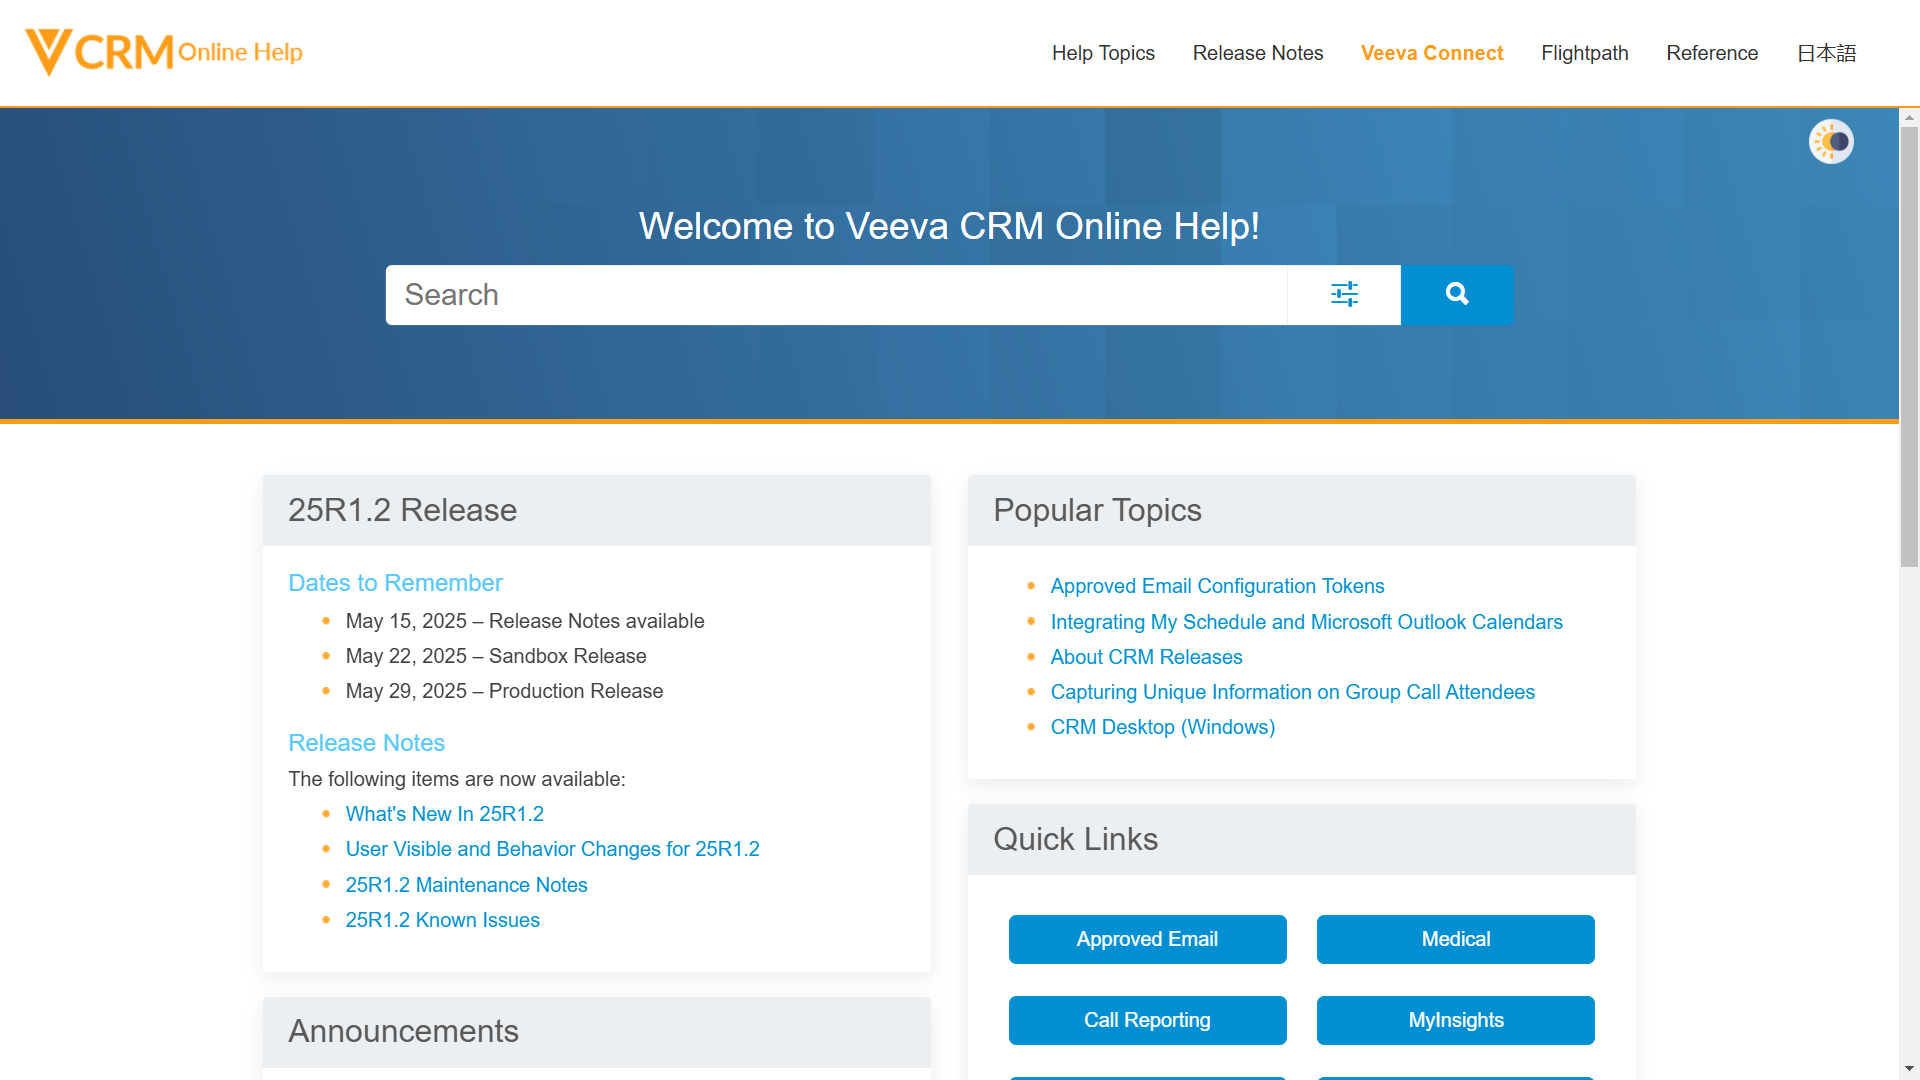 CRM Online Help
Help Topics
Release Notes
Veeva Connect
Flightpath
Reference
日本語
Welcome to Veeva CRM Online Help!
Search
25R1.2 Release
Dates to Remember
May 15, 2025 – Release Notes available
May 22, 2025 – Sandbox Release
May 29, 2025 – Production Release
Release Notes
The following items are now available:
What's New In 25R1.2
User Visible and Behavior Changes for 25R1.2
25R1.2 Maintenance Notes
25R1.2 Known Issues
Announcements
Popular Topics
Approved Email Configuration Tokens
Integrating My Schedule and Microsoft Outlook Calendars
About CRM Releases
Capturing Unique Information on Group Call Attendees
CRM Desktop (Windows)
Quick Links
Approved Email
Medical
Call Reporting
MyInsights